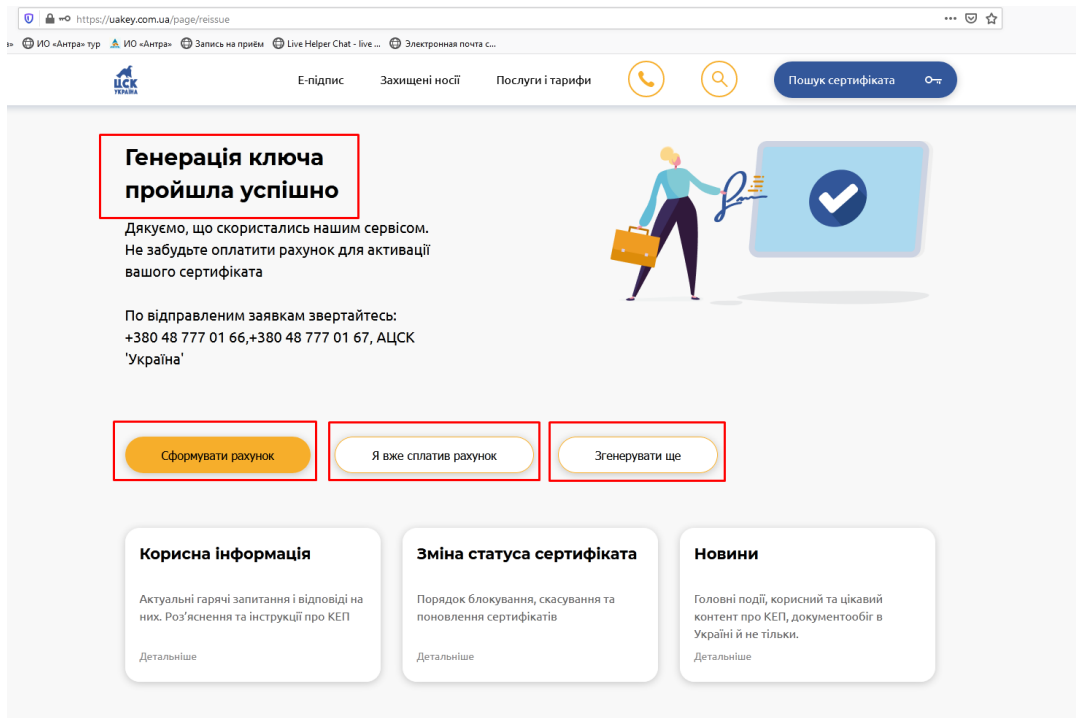 https://uakey.com.ua/page/reissue
ИО «Антра» тур ИО «Антра» Запись на приём Live Helper Chat - live ... Электронная почта с...
ЦСК
УКРАЇНА
Е-підпис Захищені носії Послуги і тарифи Пошук сертифіката
Генерація ключа
пройшла успішно
Дякуємо, що скористались нашим сервісом.
Не забудьте оплатити рахунок для активації
вашого сертифіката
По відправленим заявкам звертайтесь:
+380 48 777 01 66,+380 48 777 01 67, АЦСК
'Україна'
Сформувати рахунок Я вже сплатив рахунок Згенерувати ще
Корисна інформація
Актуальні гарячі запитання і відповіді на
них. Роз’яснення та інструкції про КЕП
Детальніше
Зміна статуса сертифіката
Порядок блокування, скасування та
поновлення сертифікатів
Детальніше
Новини
Головні події, корисний та цікавий
контент про КЕП, документообіг в
Україні й не тільки.
Детальніше